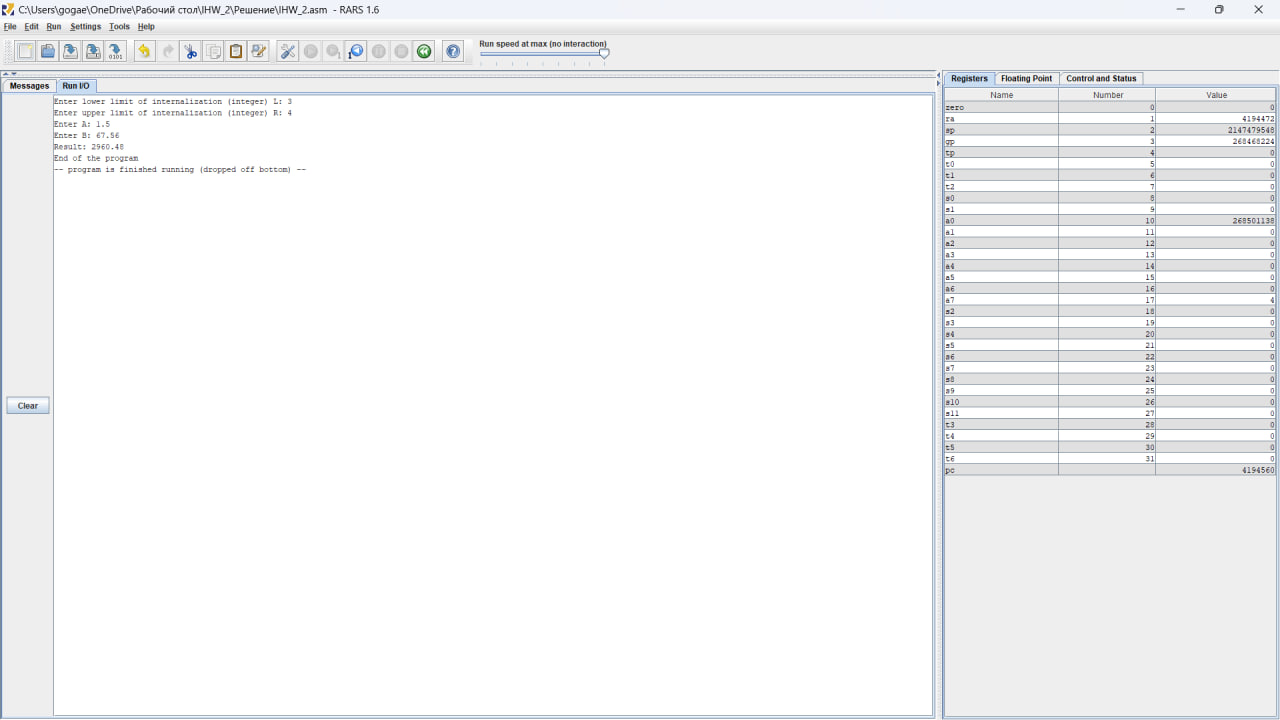 C:\Users\gogae\OneDrive\Рабочий стол\IHW_2\Решение\IHW_2.asm - RARS 1.6
File Edit Run Settings Tools Help
Run speed at max (no interaction)
Messages Run I/O
Enter lower limit of internalization (integer) L: 3
Enter upper limit of internalization (integer) R: 4
Enter A: 1.5
Enter B: 67.56
Result: 2960.48
End of the program
-- program is finished running (dropped off bottom) --
Clear
Registers Floating Point Control and Status
Name Number Value
zero 0 0
ra 1 4194472
sp 2 2147479548
gp 3 268468224
tp 4 0
t0 5 0
t1 6 0
t2 7 0
s0 8 0
s1 9 0
a0 10 268501138
a1 11 0
a2 12 0
a3 13 0
a4 14 0
a5 15 0
a6 16 0
a7 17 4
s2 18 0
s3 19 0
s4 20 0
s5 21 0
s6 22 0
s7 23 0
s8 24 0
s9 25 0
s10 26 0
s11 27 0
t3 28 0
t4 29 0
t5 30 0
t6 31 0
pc 4194560